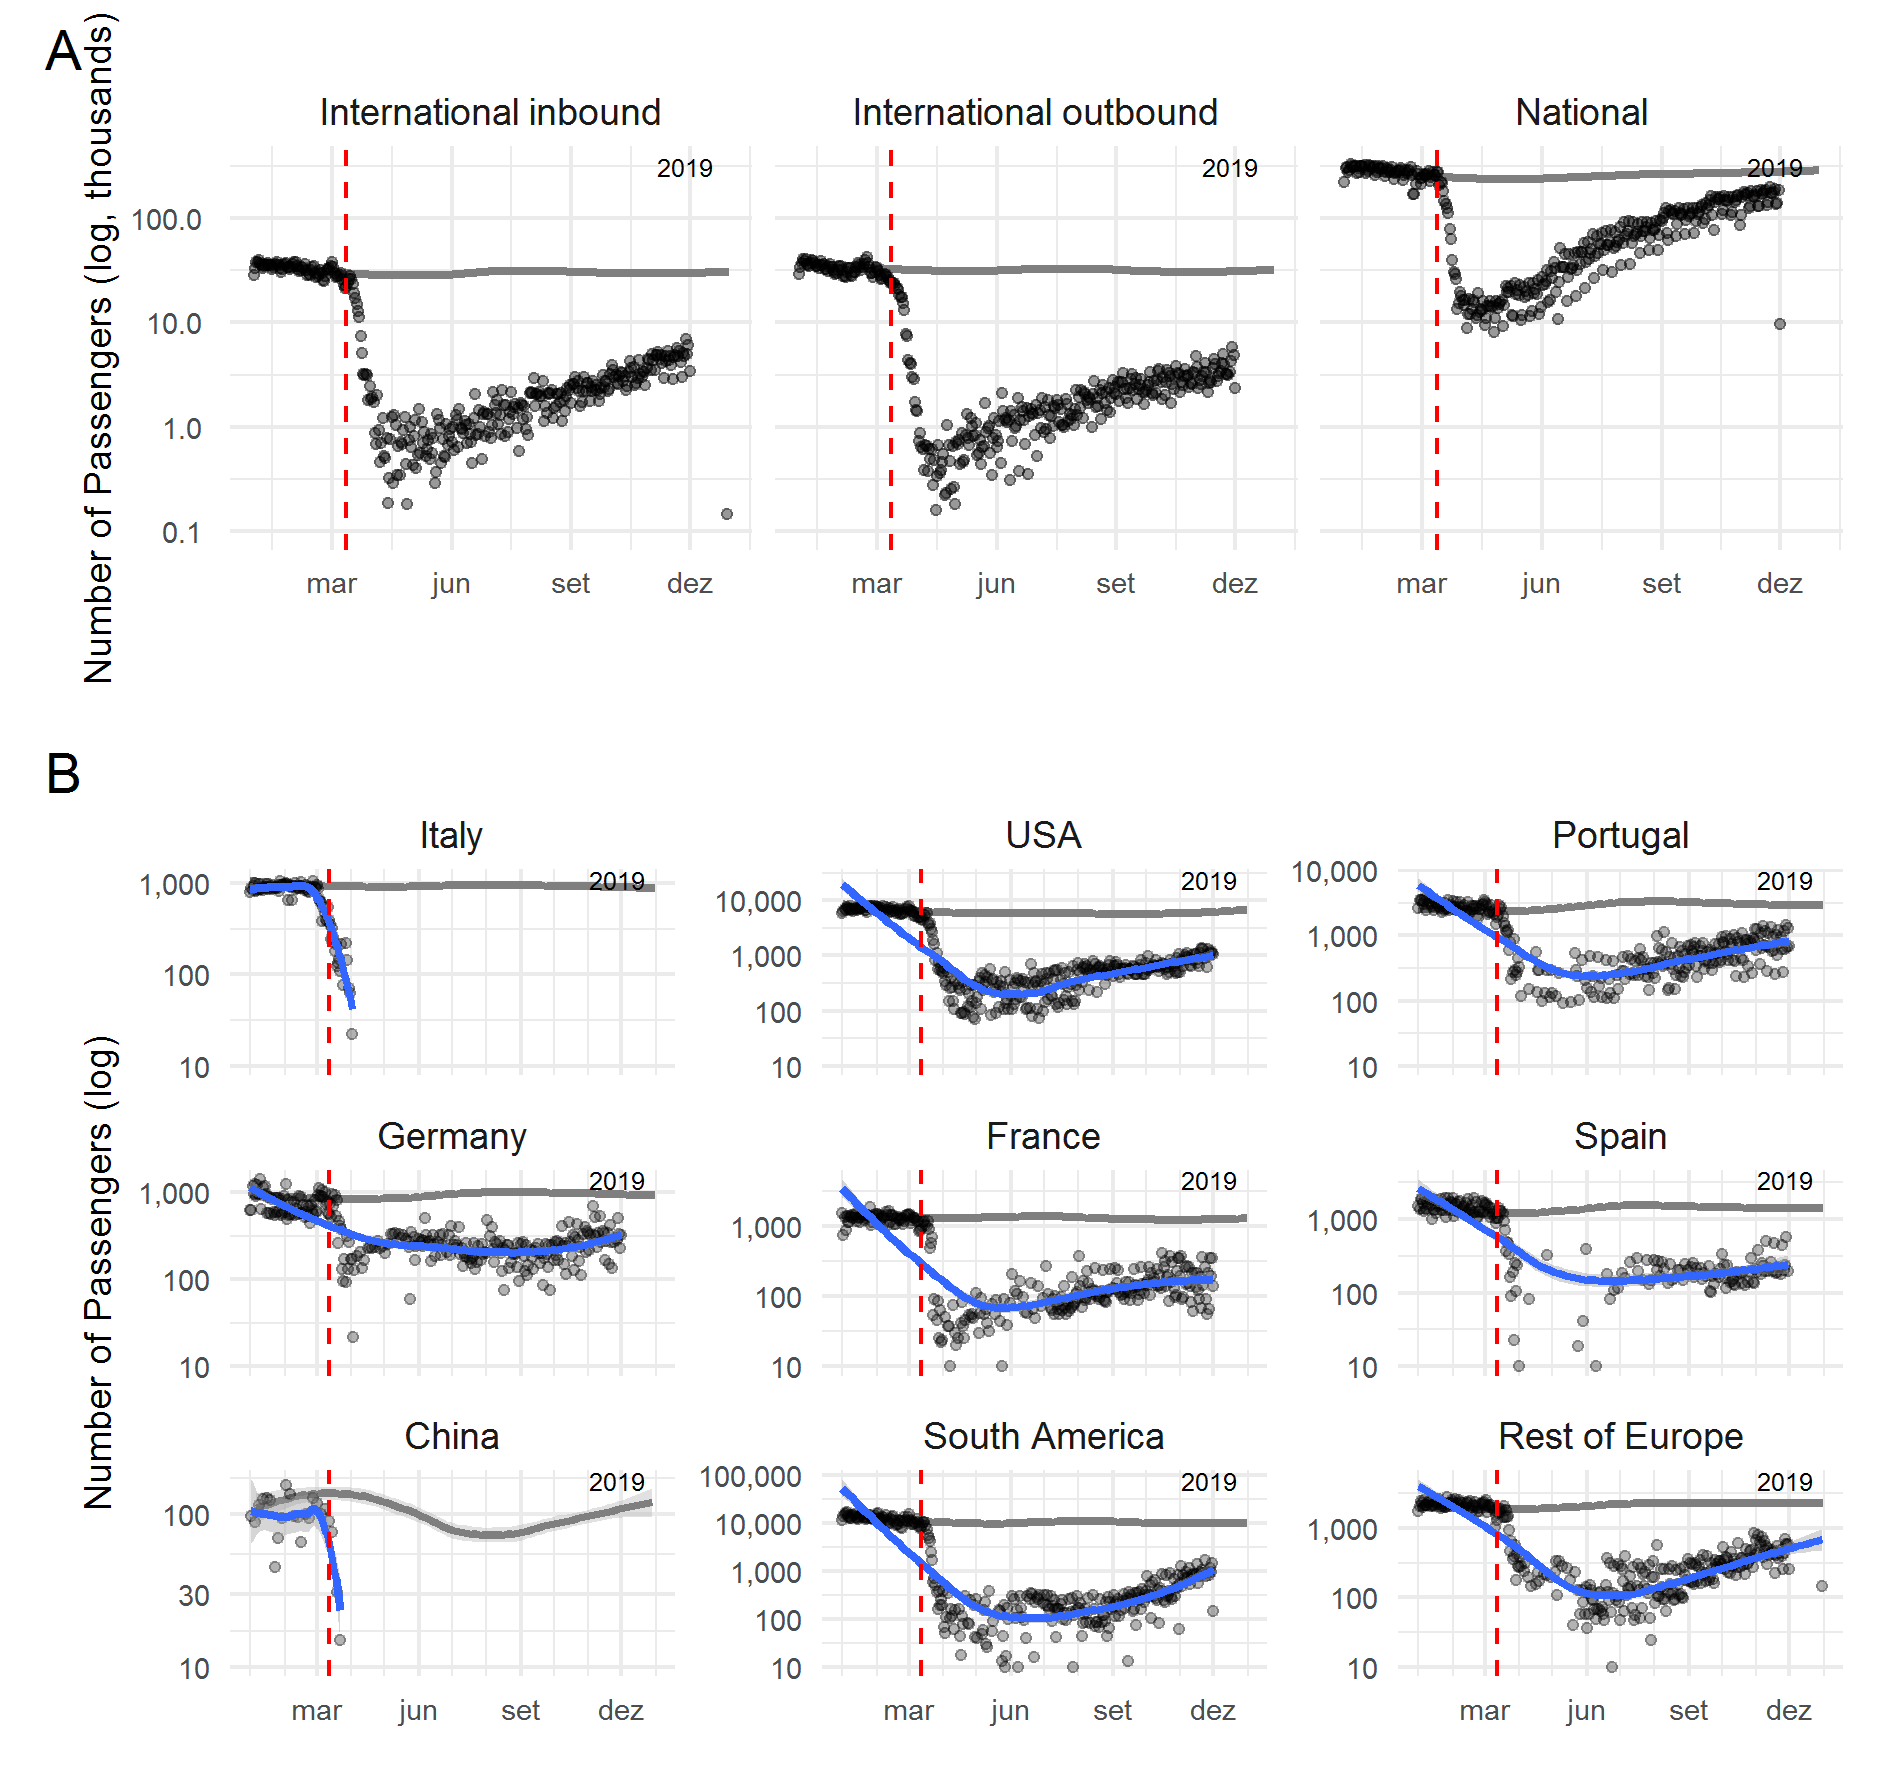 A
Number of Passengers (log, thousands)
International inbound
International outbound
National
2019
2019
2019
100.0
10.0
1.0
0.1
mar jun set dez
mar jun set dez
mar jun set dez
B
Number of Passengers (log)
Italy
USA
Portugal
2019
2019
2019
1,000
100
10
10,000
1,000
100
10
10,000
1,000
100
10
Germany
France
Spain
2019
2019
2019
1,000
100
10
1,000
100
10
1,000
100
10
China
South America
Rest of Europe
2019
2019
2019
100
30
10
100,000
10,000
1,000
100
10
1,000
100
10
mar jun set dez
mar jun set dez
mar jun set dez